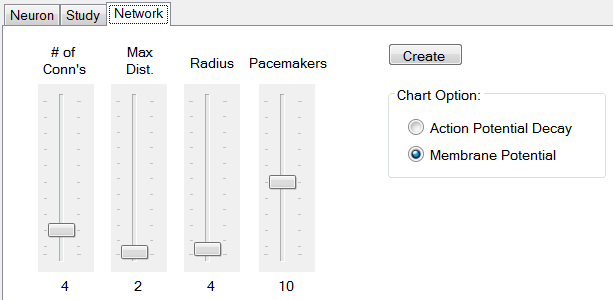 Neuron Study Network
# of Conn's
Max Dist.
Radius
Pacemakers
4 2 4 10
Create
Chart Option:
Action Potential Decay
Membrane Potential